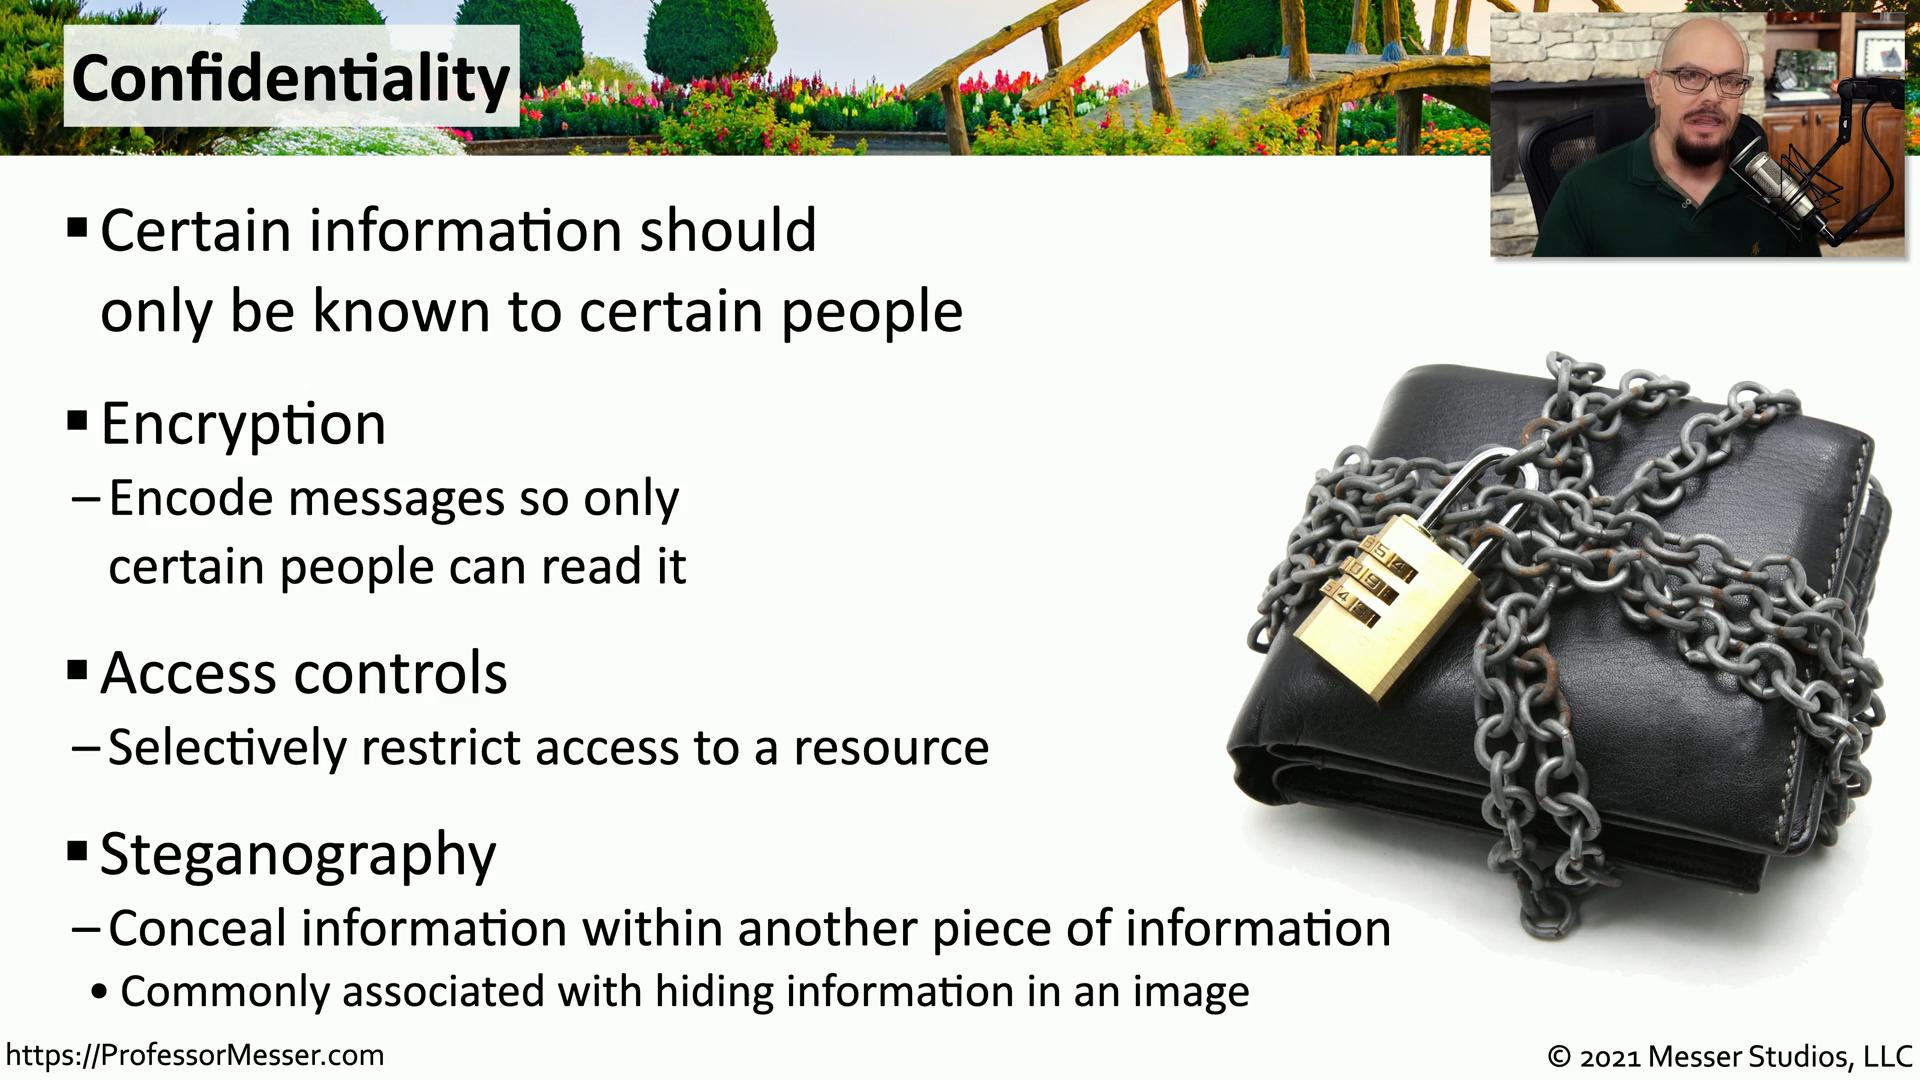 Confidentiality
▪ Certain information should
only be known to certain people
▪ Encryption
– Encode messages so only
certain people can read it
▪ Access controls
– Selectively restrict access to a resource
▪ Steganography
– Conceal information within another piece of information
• Commonly associated with hiding information in an image
https://ProfessorMesser.com
© 2021 Messer Studios, LLC